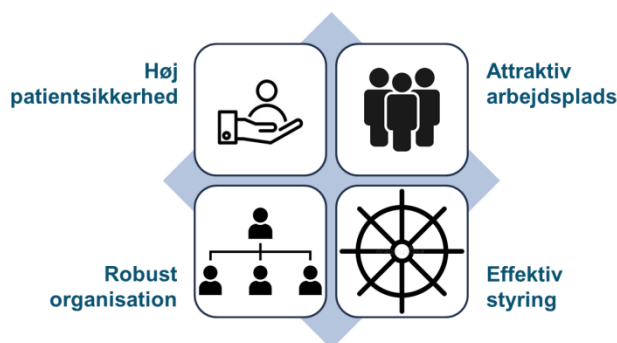 Høj
patientsikkerhed
Attraktiv
arbejdsplads
Robust
organisation
Effektiv
styring